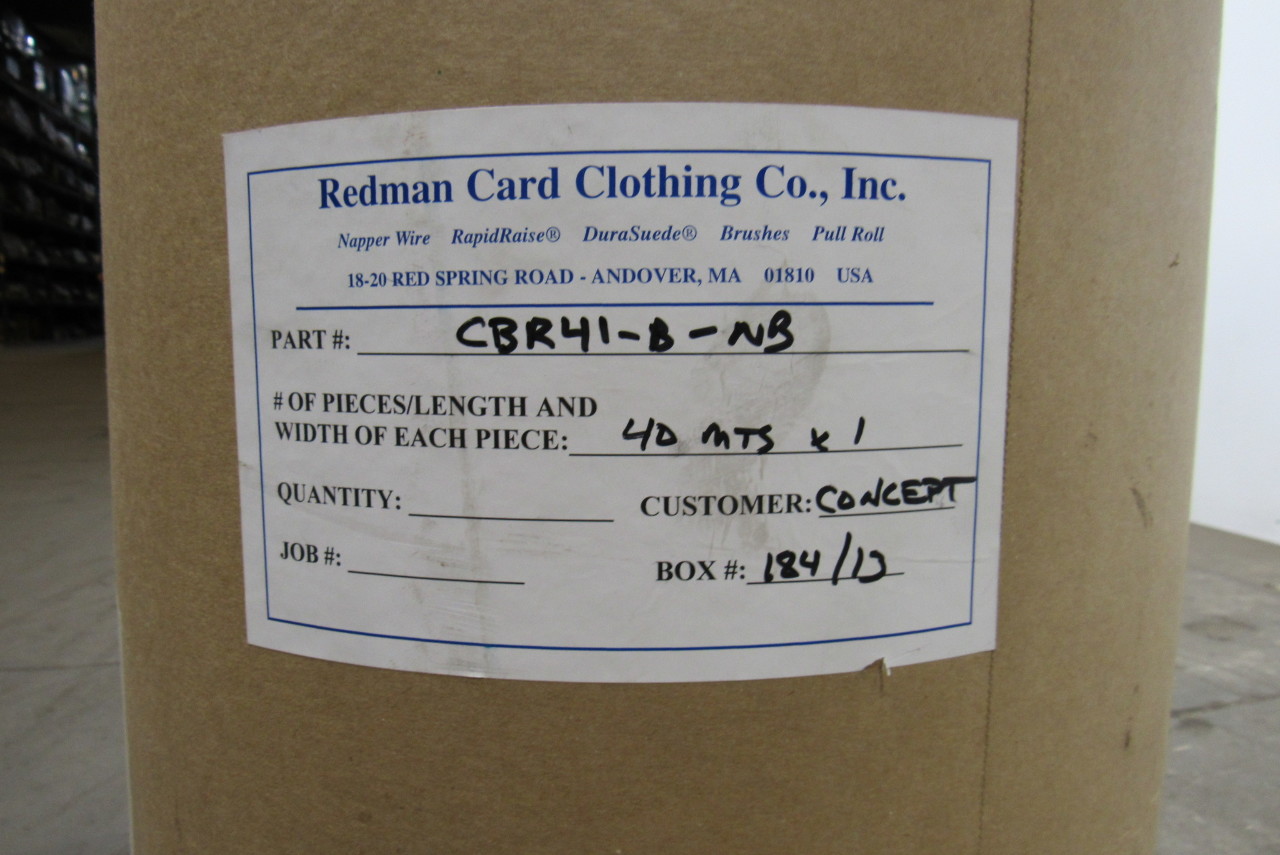 Redman Card Clothing Co., Inc.
Napper Wire RapidRaise® DuraSuede® Brushes Pull Roll
18-20 RED SPRING ROAD - ANDOVER, MA 01810 USA
PART #: CBR41-B-NB
# OF PIECES/LENGTH AND
WIDTH OF EACH PIECE: 40 MTS x 1
QUANTITY: CUSTOMER: CONCEPT
JOB #: BOX #: